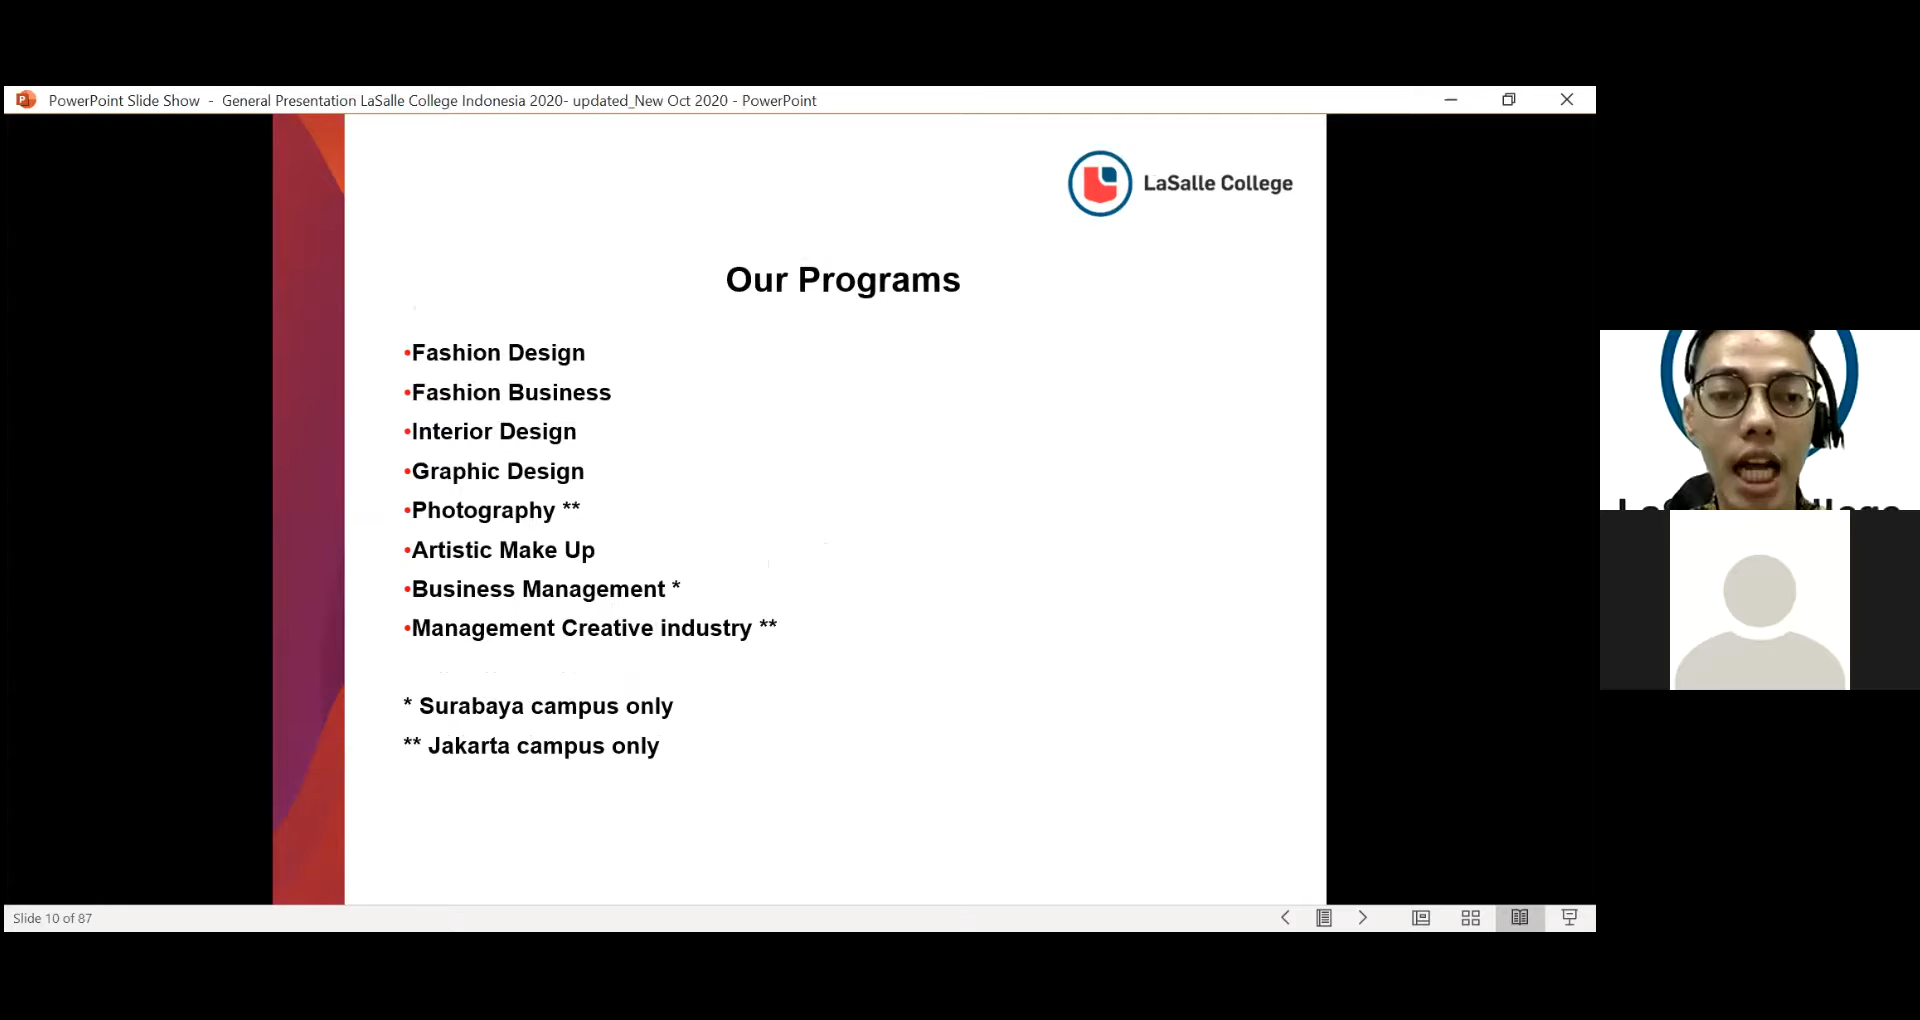 PowerPoint Slide Show - General Presentation LaSalle College Indonesia 2020- updated_New Oct 2020 - PowerPoint
LaSalle College
Our Programs
•Fashion Design
•Fashion Business
•Interior Design
•Graphic Design
•Photography **
•Artistic Make Up
•Business Management *
•Management Creative industry **
* Surabaya campus only
** Jakarta campus only
Slide 10 of 87